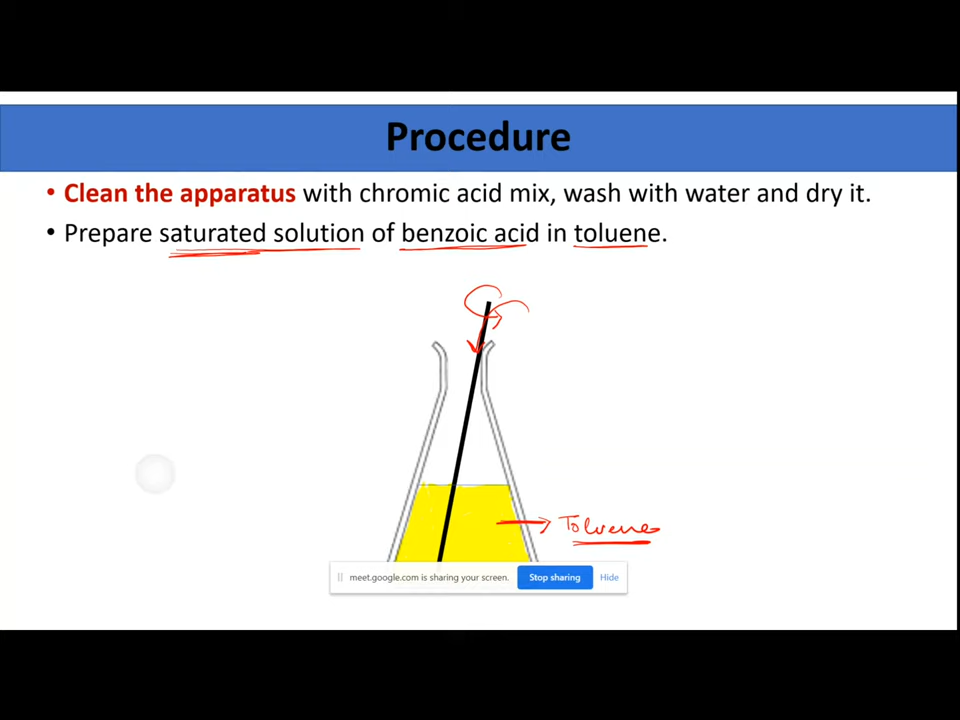 Procedure
• Clean the apparatus with chromic acid mix, wash with water and dry it.
• Prepare saturated solution of benzoic acid in toluene.
Toluene
meet.google.com is sharing your screen. Stop sharing Hide